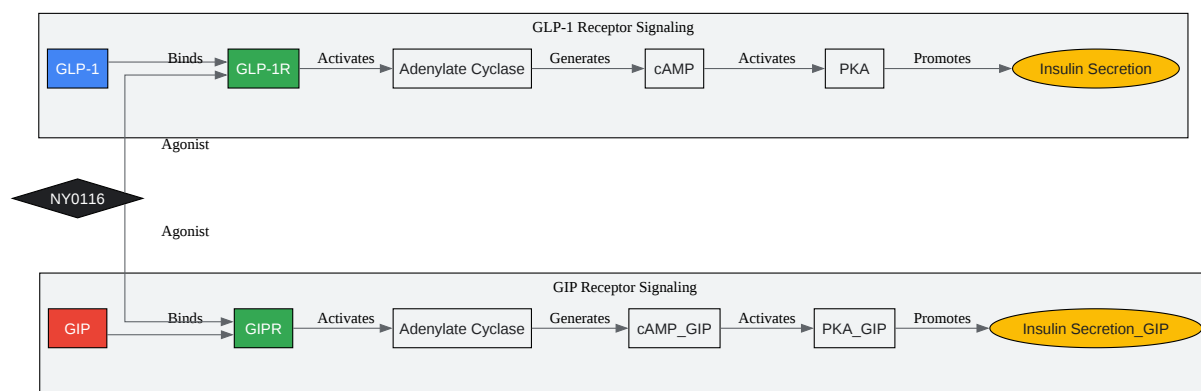 GLP-1 Receptor Signaling
GLP-1
Binds
GLP-1R
Activates
Adenylate Cyclase
Generates
cAMP
Activates
PKA
Promotes
Insulin Secretion
Agonist
NY0116
Agonist
GIP Receptor Signaling
GIP
Binds
GIPR
Activates
Adenylate Cyclase
Generates
cAMP_GIP
Activates
PKA_GIP
Promotes
Insulin Secretion_GIP